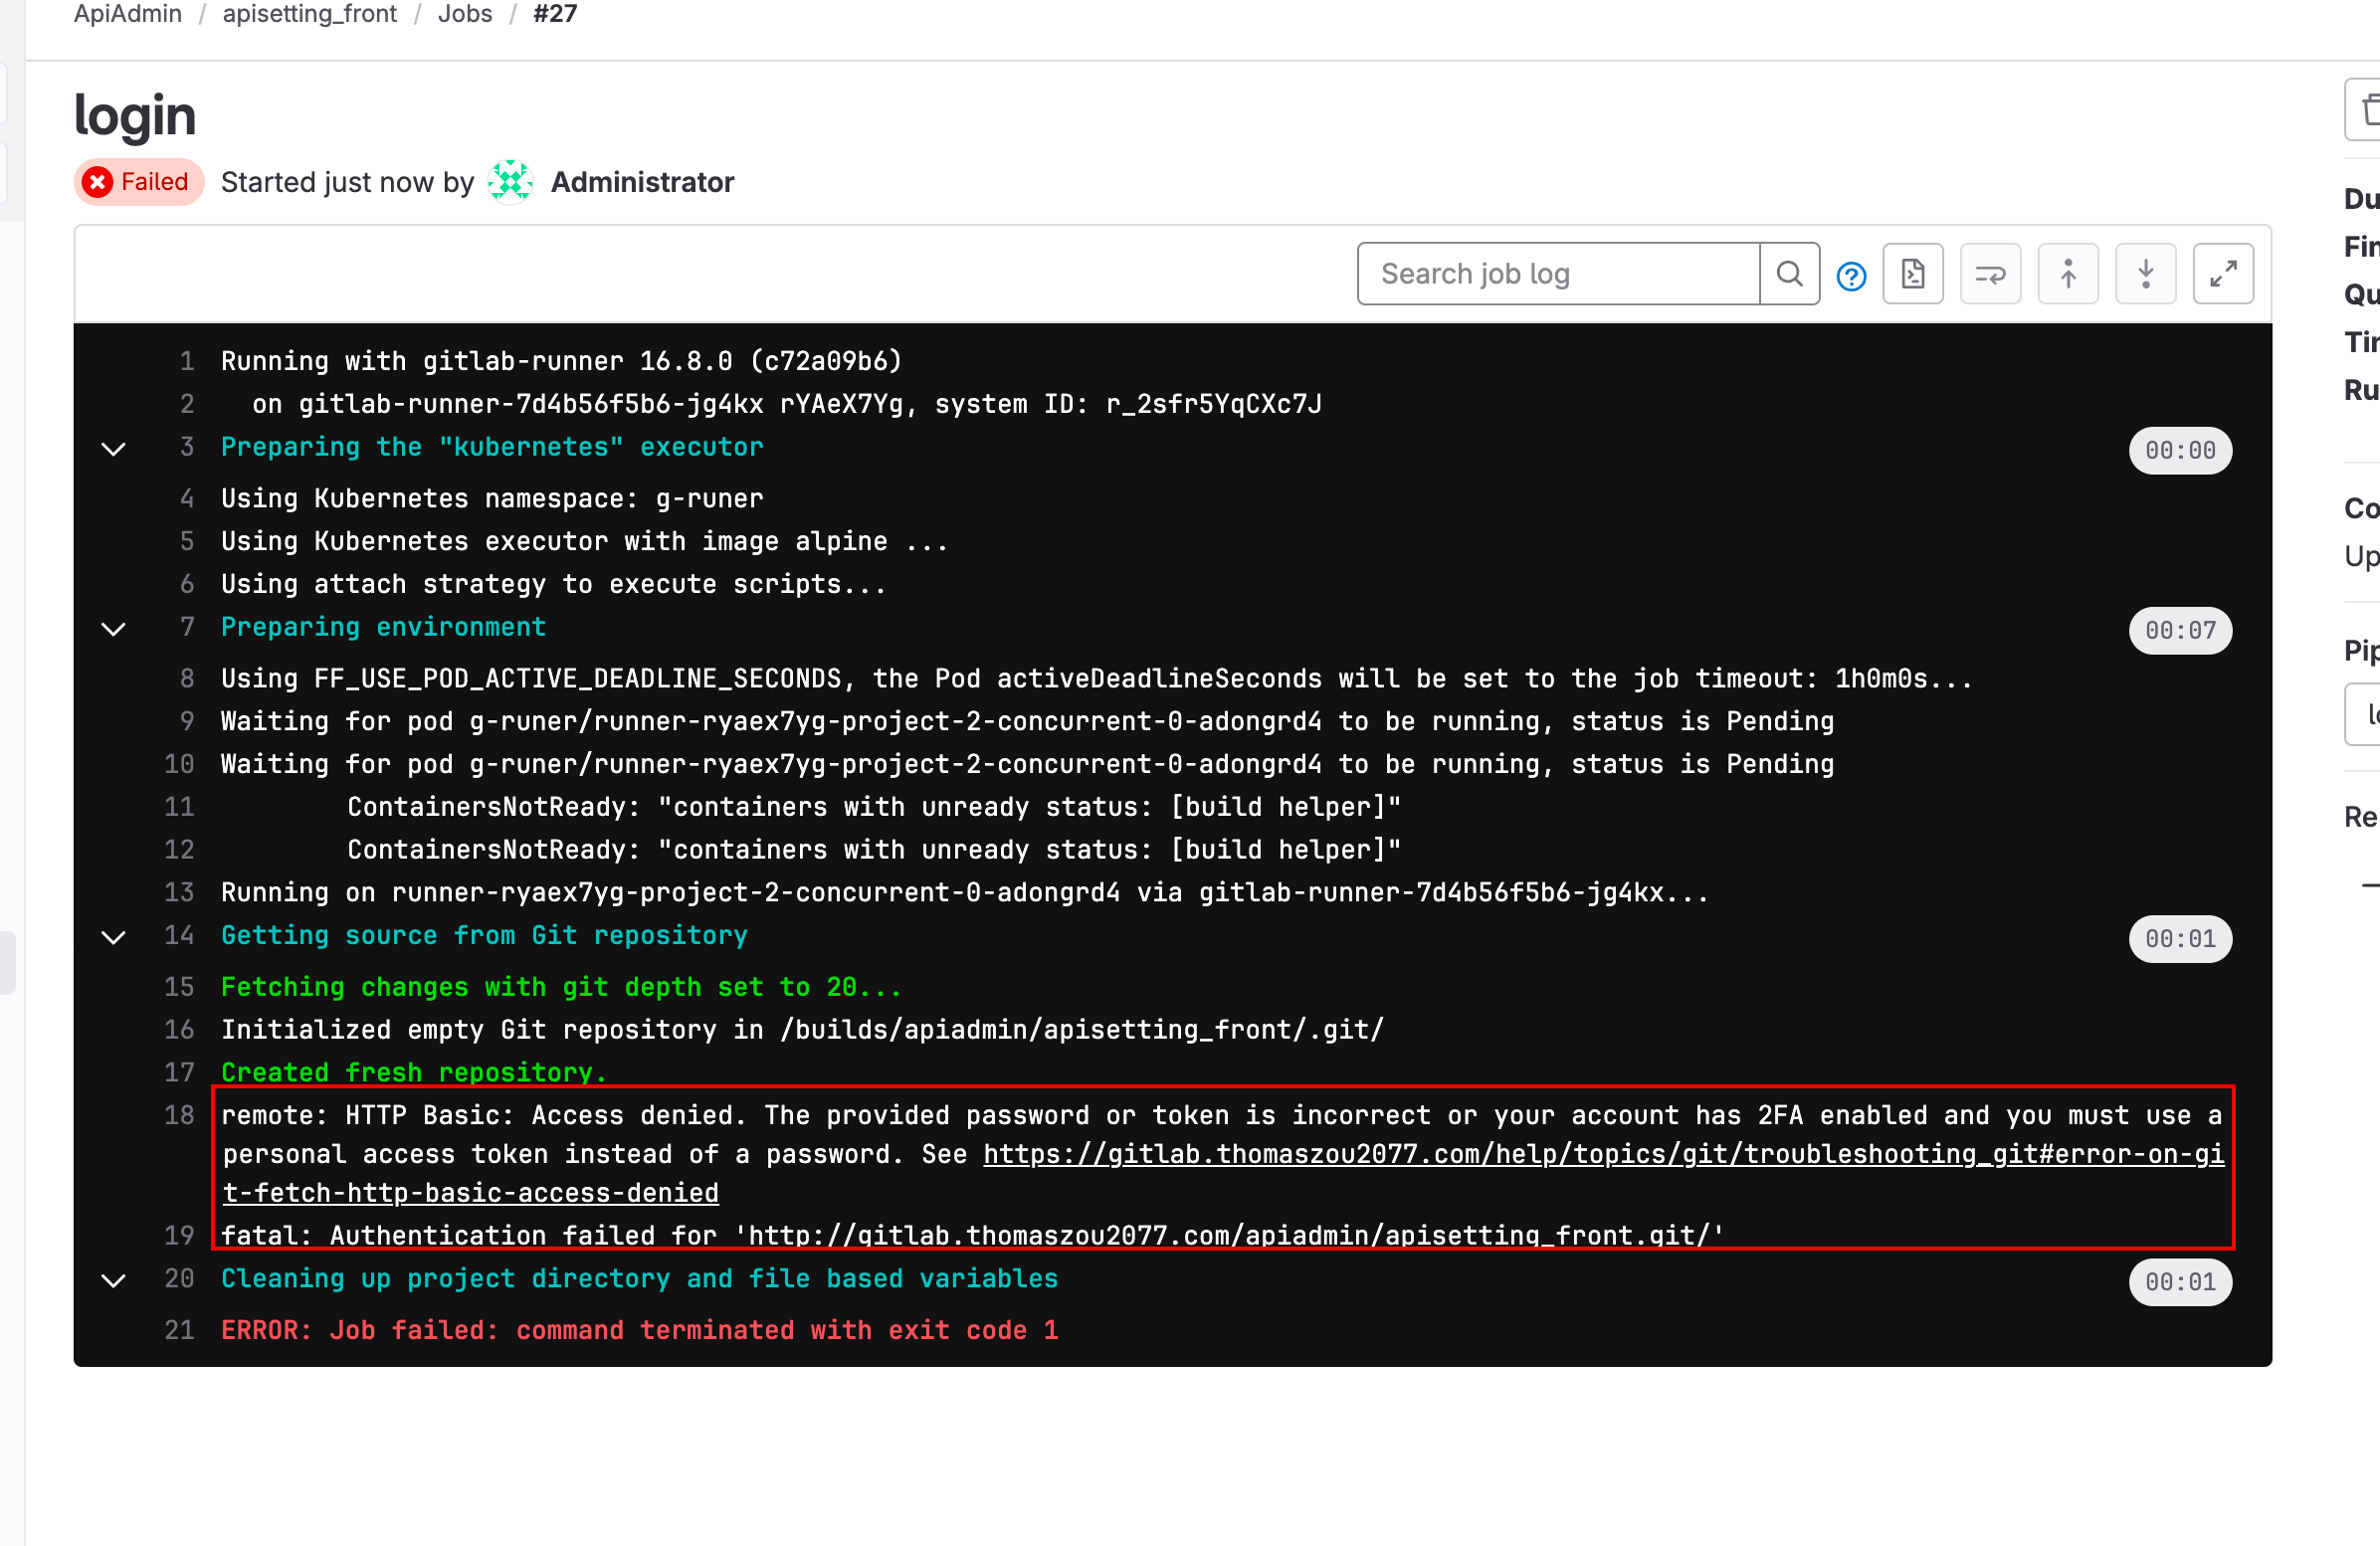 ApiAdmin / apisetting_front / Jobs / #27
login
Failed Started just now by Administrator
Search job log
1 Running with gitlab-runner 16.8.0 (c72a09b6)
2 on gitlab-runner-7d4b56f5b6-jg4kx rYAeX7Yg, system ID: r_2sfr5YqCXc7J
3 Preparing the "kubernetes" executor 00:00
4 Using Kubernetes namespace: g-runer
5 Using Kubernetes executor with image alpine ...
6 Using attach strategy to execute scripts...
7 Preparing environment 00:07
8 Using FF_USE_POD_ACTIVE_DEADLINE_SECONDS, the Pod activeDeadlineSeconds will be set to the job timeout: 1h0m0s...
9 Waiting for pod g-runer/runner-ryaex7yg-project-2-concurrent-0-adongrd4 to be running, status is Pending
10 Waiting for pod g-runer/runner-ryaex7yg-project-2-concurrent-0-adongrd4 to be running, status is Pending
11 ContainersNotReady: "containers with unready status: [build helper]"
12 ContainersNotReady: "containers with unready status: [build helper]"
13 Running on runner-ryaex7yg-project-2-concurrent-0-adongrd4 via gitlab-runner-7d4b56f5b6-jg4kx...
14 Getting source from Git repository 00:01
15 Fetching changes with git depth set to 20...
16 Initialized empty Git repository in /builds/apiadmin/apisetting_front/.git/
17 Created fresh repository.
18 remote: HTTP Basic: Access denied. The provided password or token is incorrect or your account has 2FA enabled and you must use a
personal access token instead of a password. See https://gitlab.thomaszou2077.com/help/topics/git/troubleshooting_git#error-on-gi
t-fetch-http-basic-access-denied
19 fatal: Authentication failed for 'http://gitlab.thomaszou2077.com/apiadmin/apisetting_front.git/'
20 Cleaning up project directory and file based variables 00:01
21 ERROR: Job failed: command terminated with exit code 1
Du
Fin
Qu
Tim
Ru
Co
Up
Pip
Re